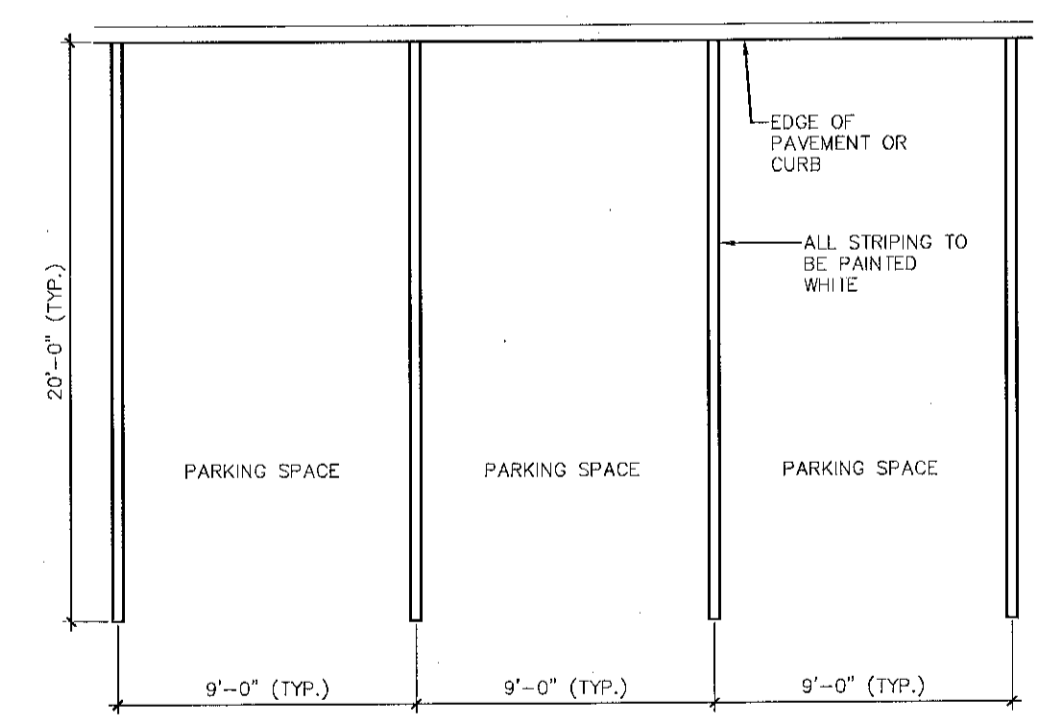 EDGE OF
PAVEMENT OR
CURB
ALL STRIPING TO
BE PAINTED
WHITE
20'-0" (TYP.)
PARKING SPACE
PARKING SPACE
PARKING SPACE
9'-0" (TYP.)
9'-0" (TYP.)
9'-0" (TYP.)